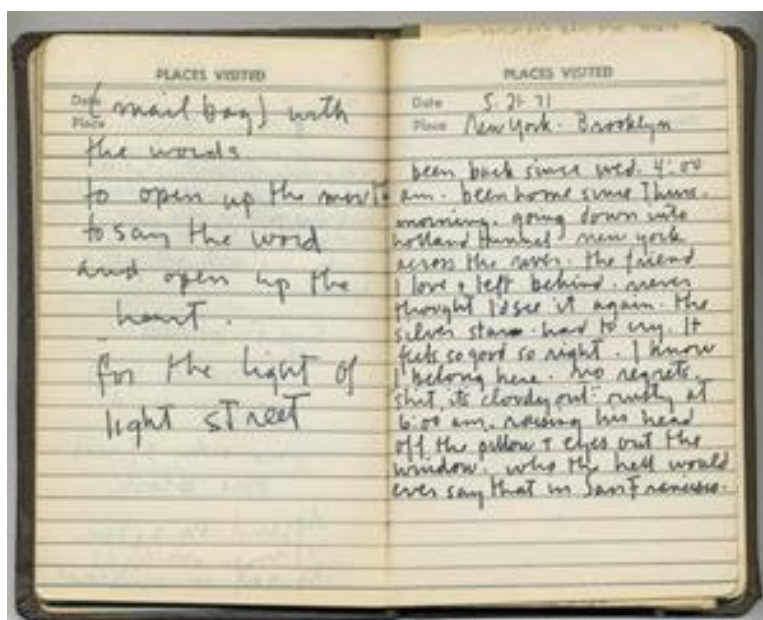 PLACES VISITED
Date
Place
(mail bag) with
the words
to open up the mouth
to say the word
and open up the
heart.
for the light of
light street
PLACES VISITED
Date 5 21 71
Place New York - Brooklyn
been back since wed. 4:00
am. been home since Thurs.
morning. going down into
holland tunnel. new york
across the river. the friend
I love & left behind. never
thought I'd see it again. the
silver stars. had to cry. It
feels so good so right. I know
I belong here. no regrets.
shit, its cloudy out rusty at
6:00 am. raising his head
off the pillow & eyes out the
window. who the hell would
ever say that in San Francisco.